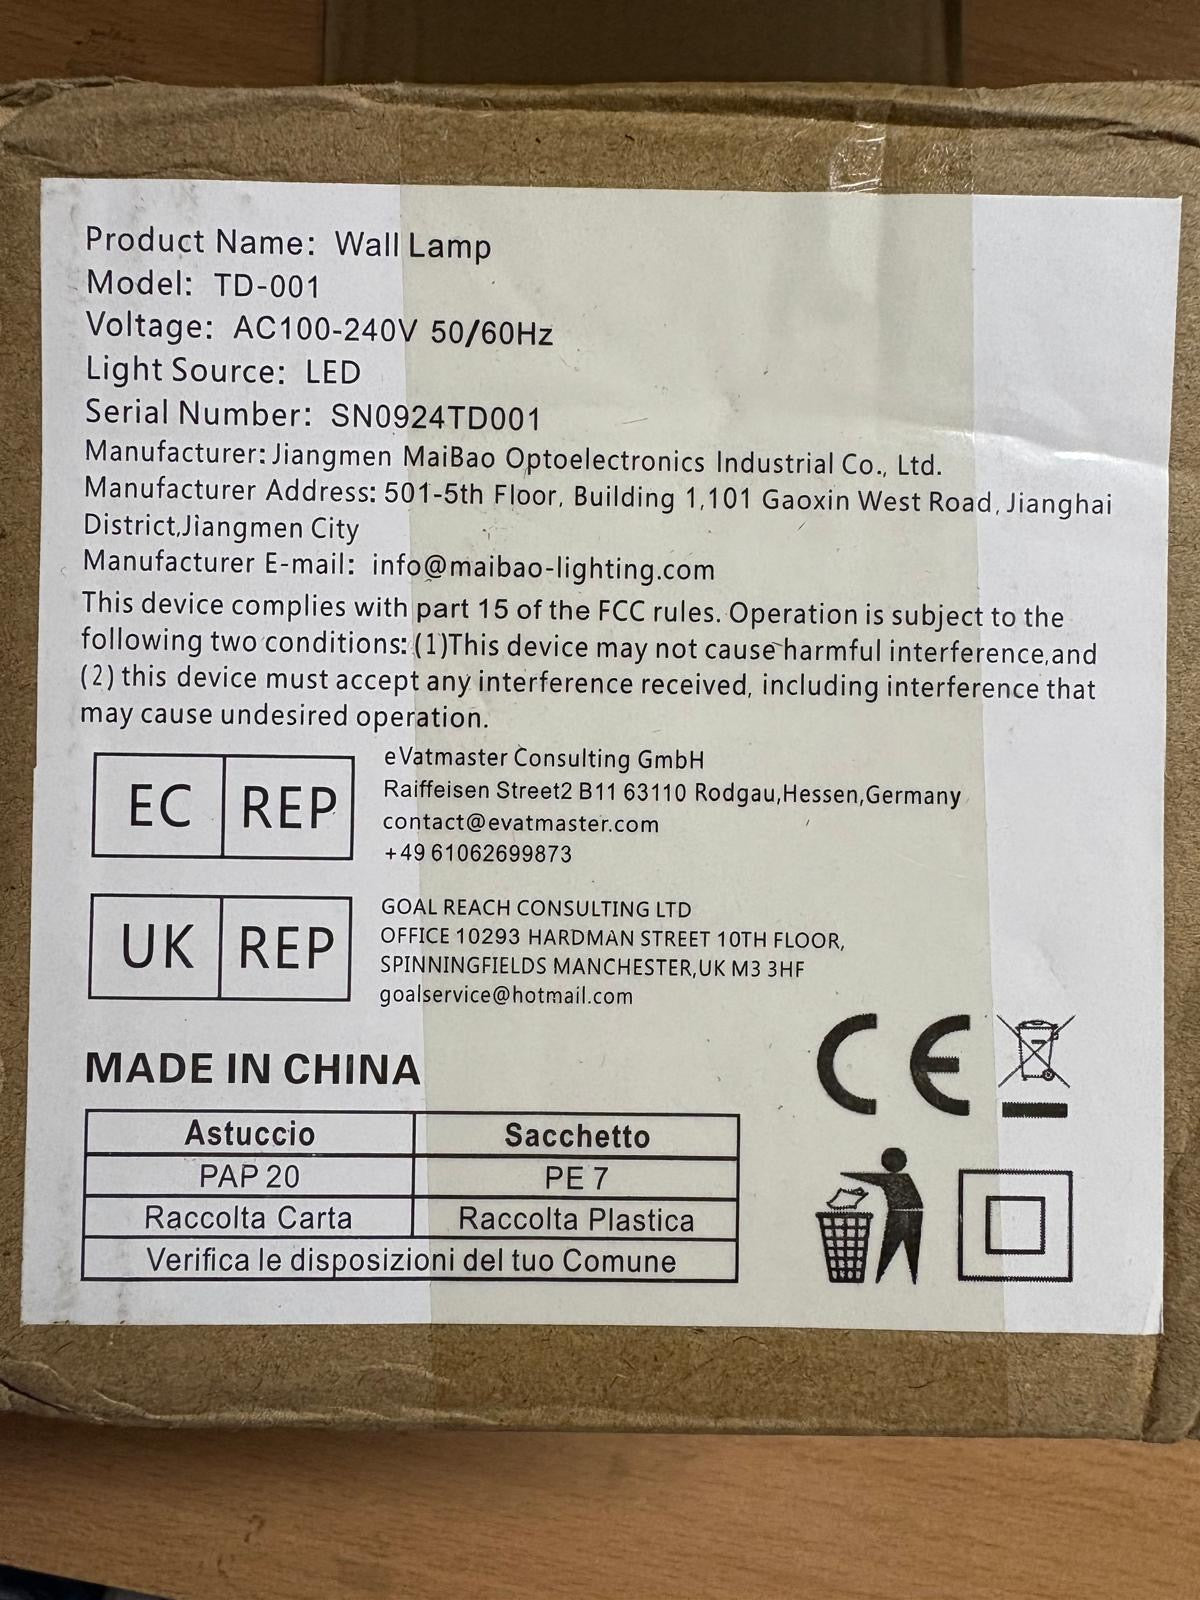 Product Name: Wall Lamp
Model: TD-001
Voltage: AC100-240V 50/60Hz
Light Source: LED
Serial Number: SN0924TD001
Manufacturer: Jiangmen MaiBao Optoelectronics Industrial Co., Ltd.
Manufacturer Address: 501-5th Floor, Building 1,101 Gaoxin West Road, Jianghai
District,Jiangmen City
Manufacturer E-mail: info@maibao-lighting.com
This device complies with part 15 of the FCC rules. Operation is subject to the
following two conditions: (1)This device may not cause harmful interference,and
(2) this device must accept any interference received, including interference that
may cause undesired operation.
EC REP
eVatmaster Consulting GmbH
Raiffeisen Street2 B11 63110 Rodgau,Hessen,Germany
contact@evatmaster.com
+49 61062699873
UK REP
GOAL REACH CONSULTING LTD
OFFICE 10293 HARDMAN STREET 10TH FLOOR,
SPINNINGFIELDS MANCHESTER,UK M3 3HF
goalservice@hotmail.com
MADE IN CHINA
CE
Astuccio Sacchetto
PAP 20 PE 7
Raccolta Carta Raccolta Plastica
Verifica le disposizioni del tuo Comune